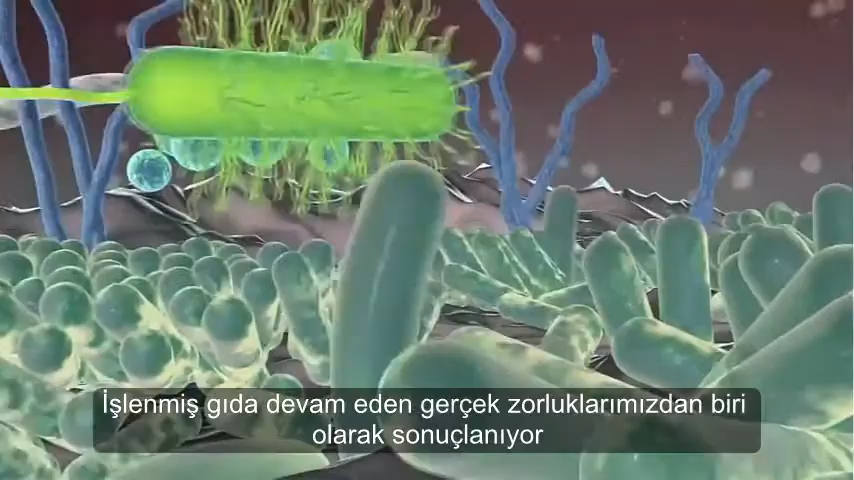 İşlenmiş gıda devam eden gerçek zorluklarımızdan biri
olarak sonuçlanıyor